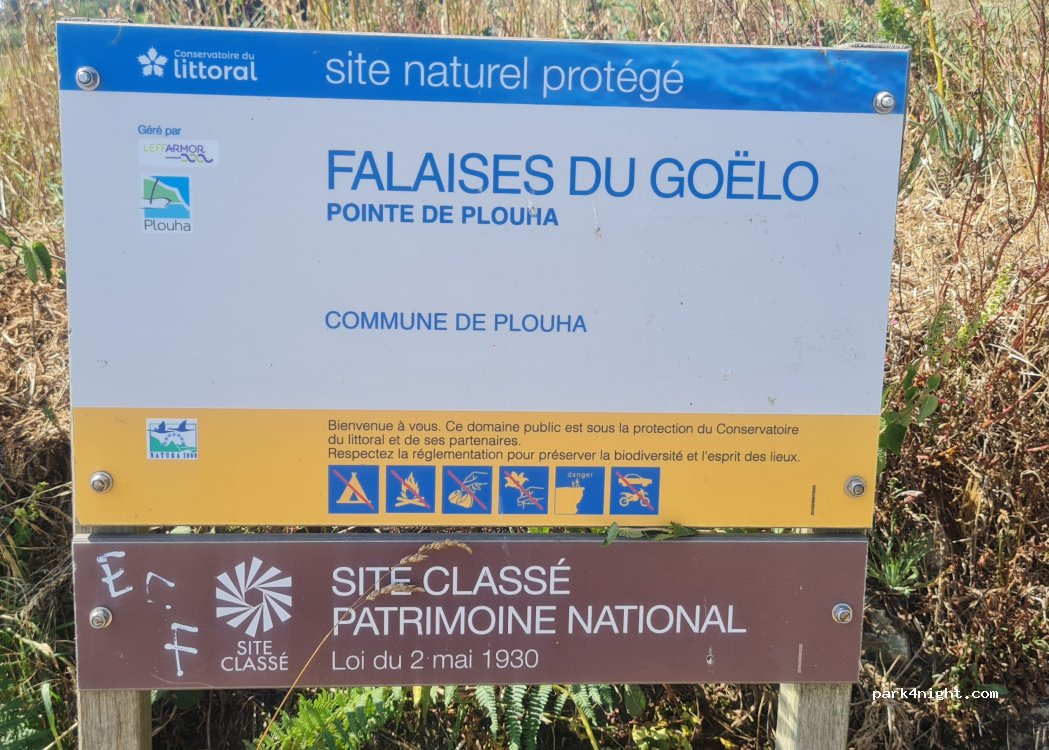 Conservatoire du
littoral
site naturel protégé
Géré par
LEFFARMOR
Plouha
FALAISES DU GOËLO
POINTE DE PLOUHA
COMMUNE DE PLOUHA
NATURA 2000
Bienvenue à vous. Ce domaine public est sous la protection du Conservatoire
du littoral et de ses partenaires.
Respectez la réglementation pour préserver la biodiversité et l'esprit des lieux.
danger
SITE
CLASSÉ
SITE CLASSÉ
PATRIMOINE NATIONAL
Loi du 2 mai 1930
park4night.com